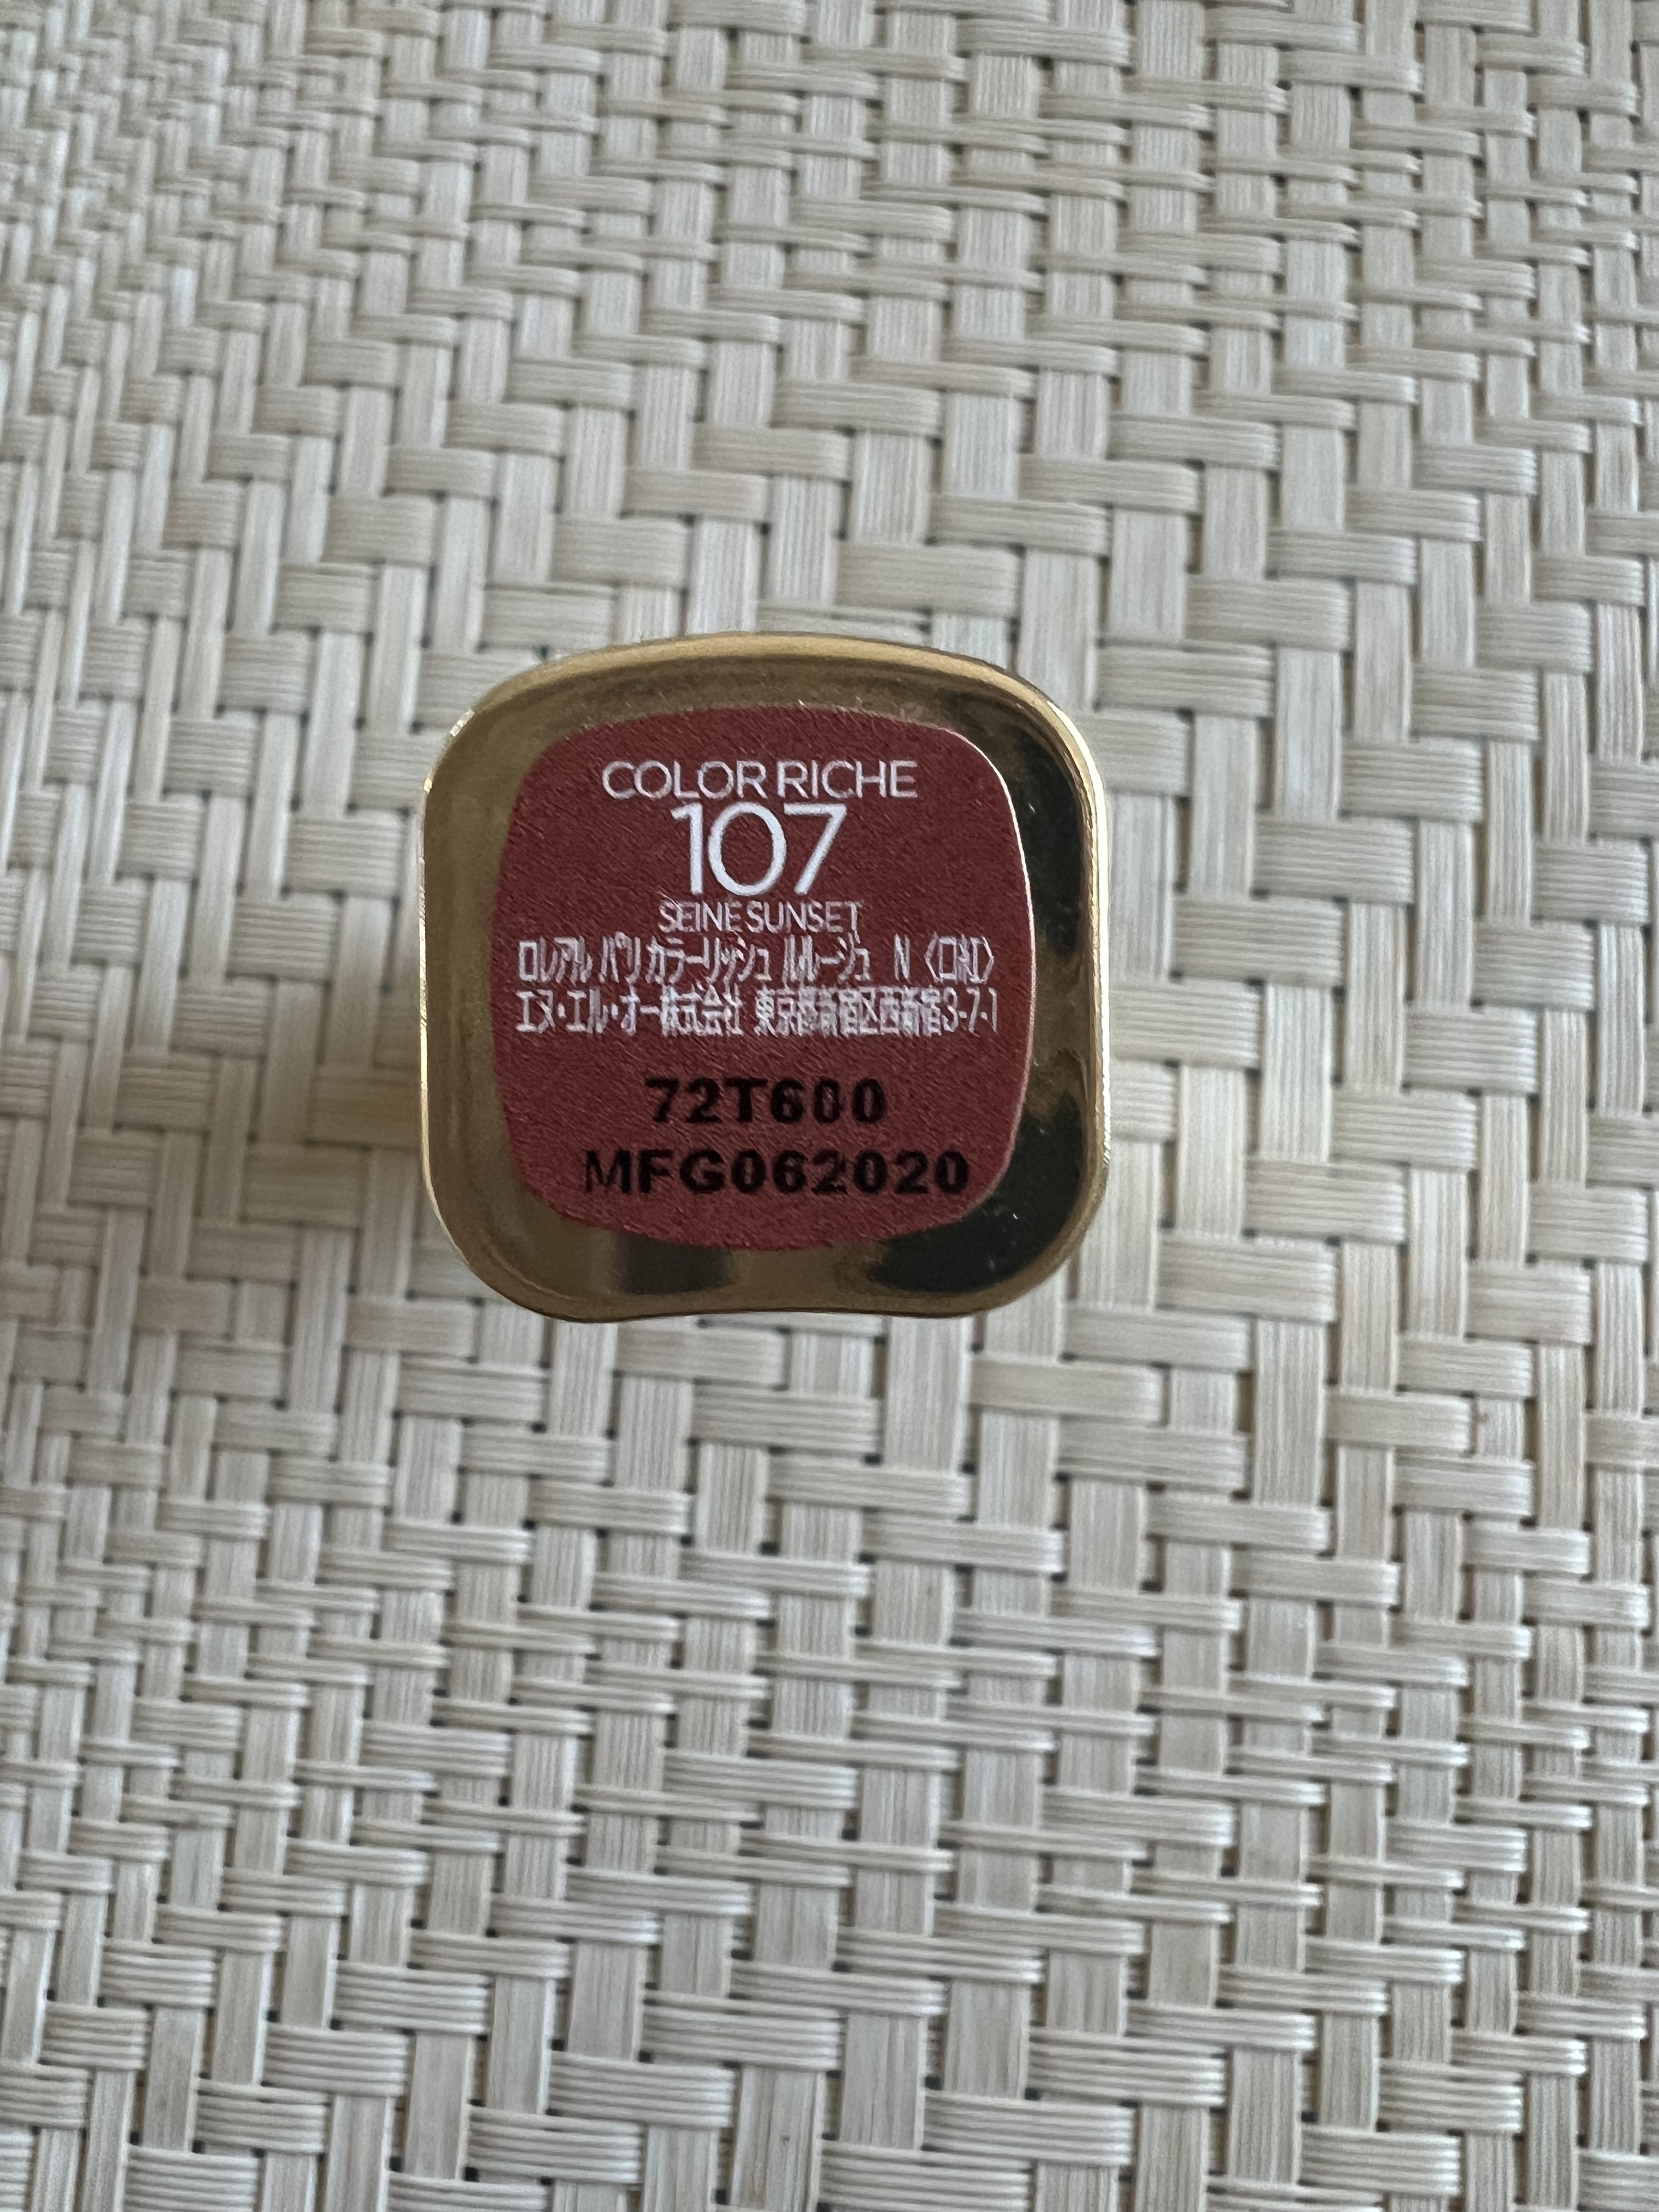 COLOR RICHE
107
SEINE SUNSET
ロレアル パリ カラーリッシュ ルルージュ N 〈口紅〉
エヌ・エル・オー株式会社 東京都新宿区西新宿3-7-1
72T600
MFG062020